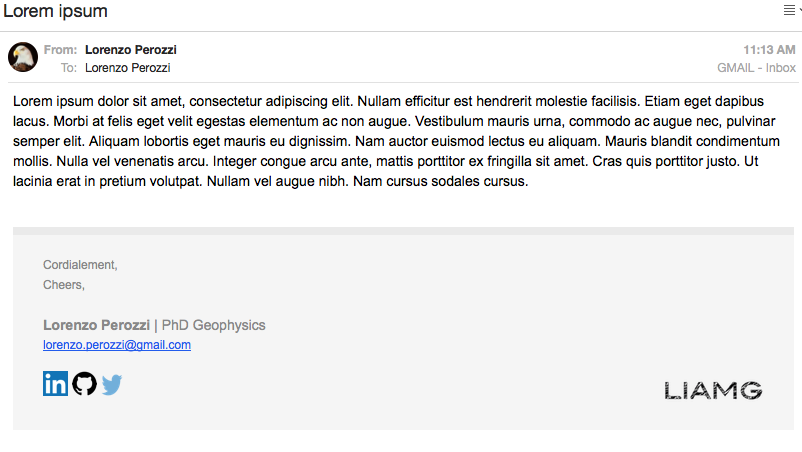 Lorem ipsum
From: Lorenzo Perozzi 11:13 AM
To: Lorenzo Perozzi GMAIL - Inbox
Lorem ipsum dolor sit amet, consectetur adipiscing elit. Nullam efficitur est hendrerit molestie facilisis. Etiam eget dapibus
lacus. Morbi at felis eget velit egestas elementum ac non augue. Vestibulum mauris urna, commodo ac augue nec, pulvinar
semper elit. Aliquam lobortis eget mauris eu dignissim. Nam auctor euismod lectus eu aliquam. Mauris blandit condimentum
mollis. Nulla vel venenatis arcu. Integer congue arcu ante, mattis porttitor ex fringilla sit amet. Cras quis porttitor justo. Ut
lacinia erat in pretium volutpat. Nullam vel augue nibh. Nam cursus sodales cursus.
Cordialement,
Cheers,
Lorenzo Perozzi | PhD Geophysics
lorenzo.perozzi@gmail.com
in
LIAMG